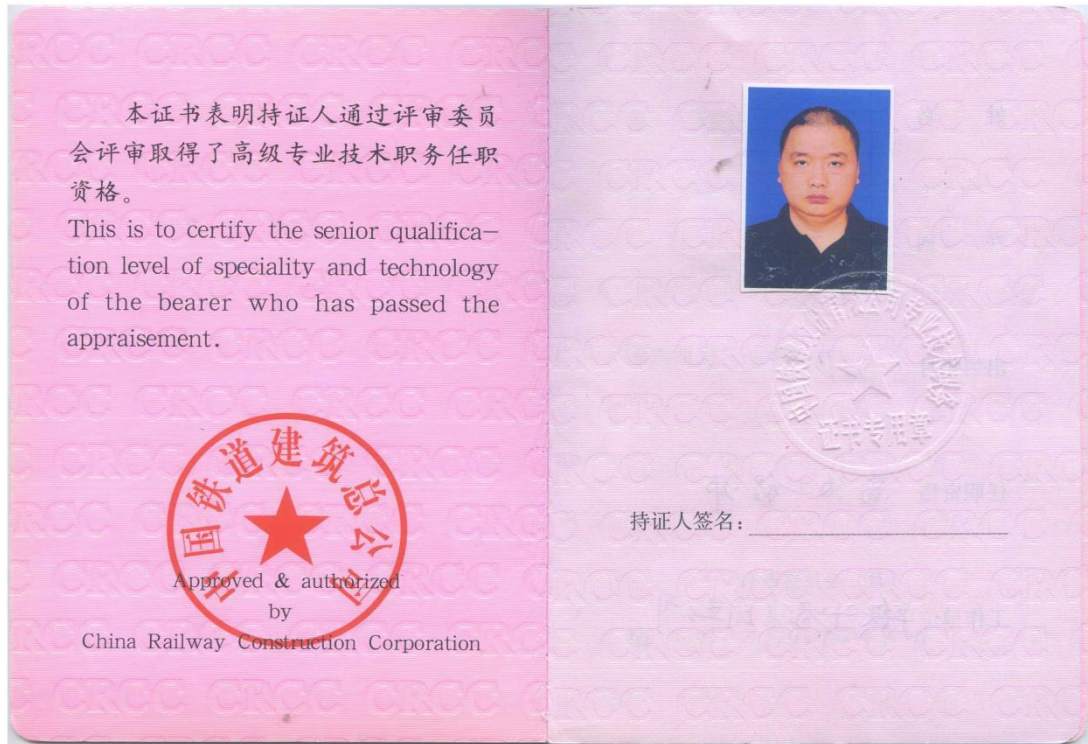 本证书表明持证人通过评审委员
会评审取得了高级专业技术职务任职
资格。
This is to certify the senior qualifica—
tion level of speciality and technology
of the bearer who has passed the
appraisement.
中国铁道建筑总公司
Approved & authorized
by
China Railway Construction Corporation
CRCC
证书专用章
持证人签名: